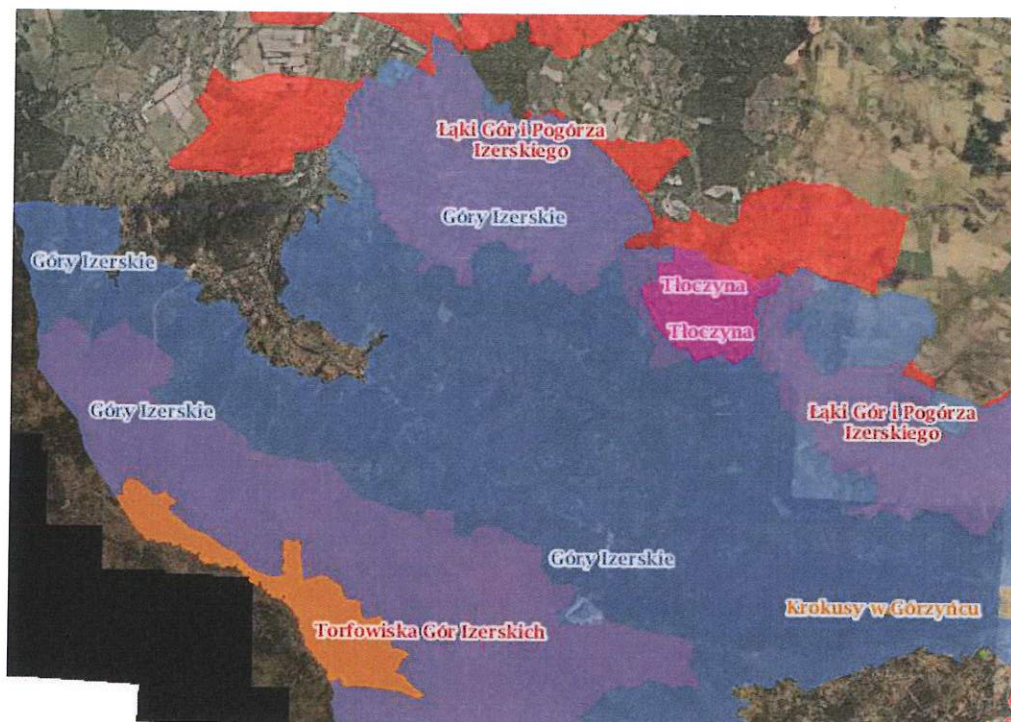 Łąki Gór i Pogórza
Izerskiego
Góry Izerskie
Góry Izerskie
Tłoczyna
Tłoczyna
Góry Izerskie
Łąki Gór i Pogórza
Izerskiego
Góry Izerskie
Krokusy w Górzyńcu
Torfowiska Gór Izerskich